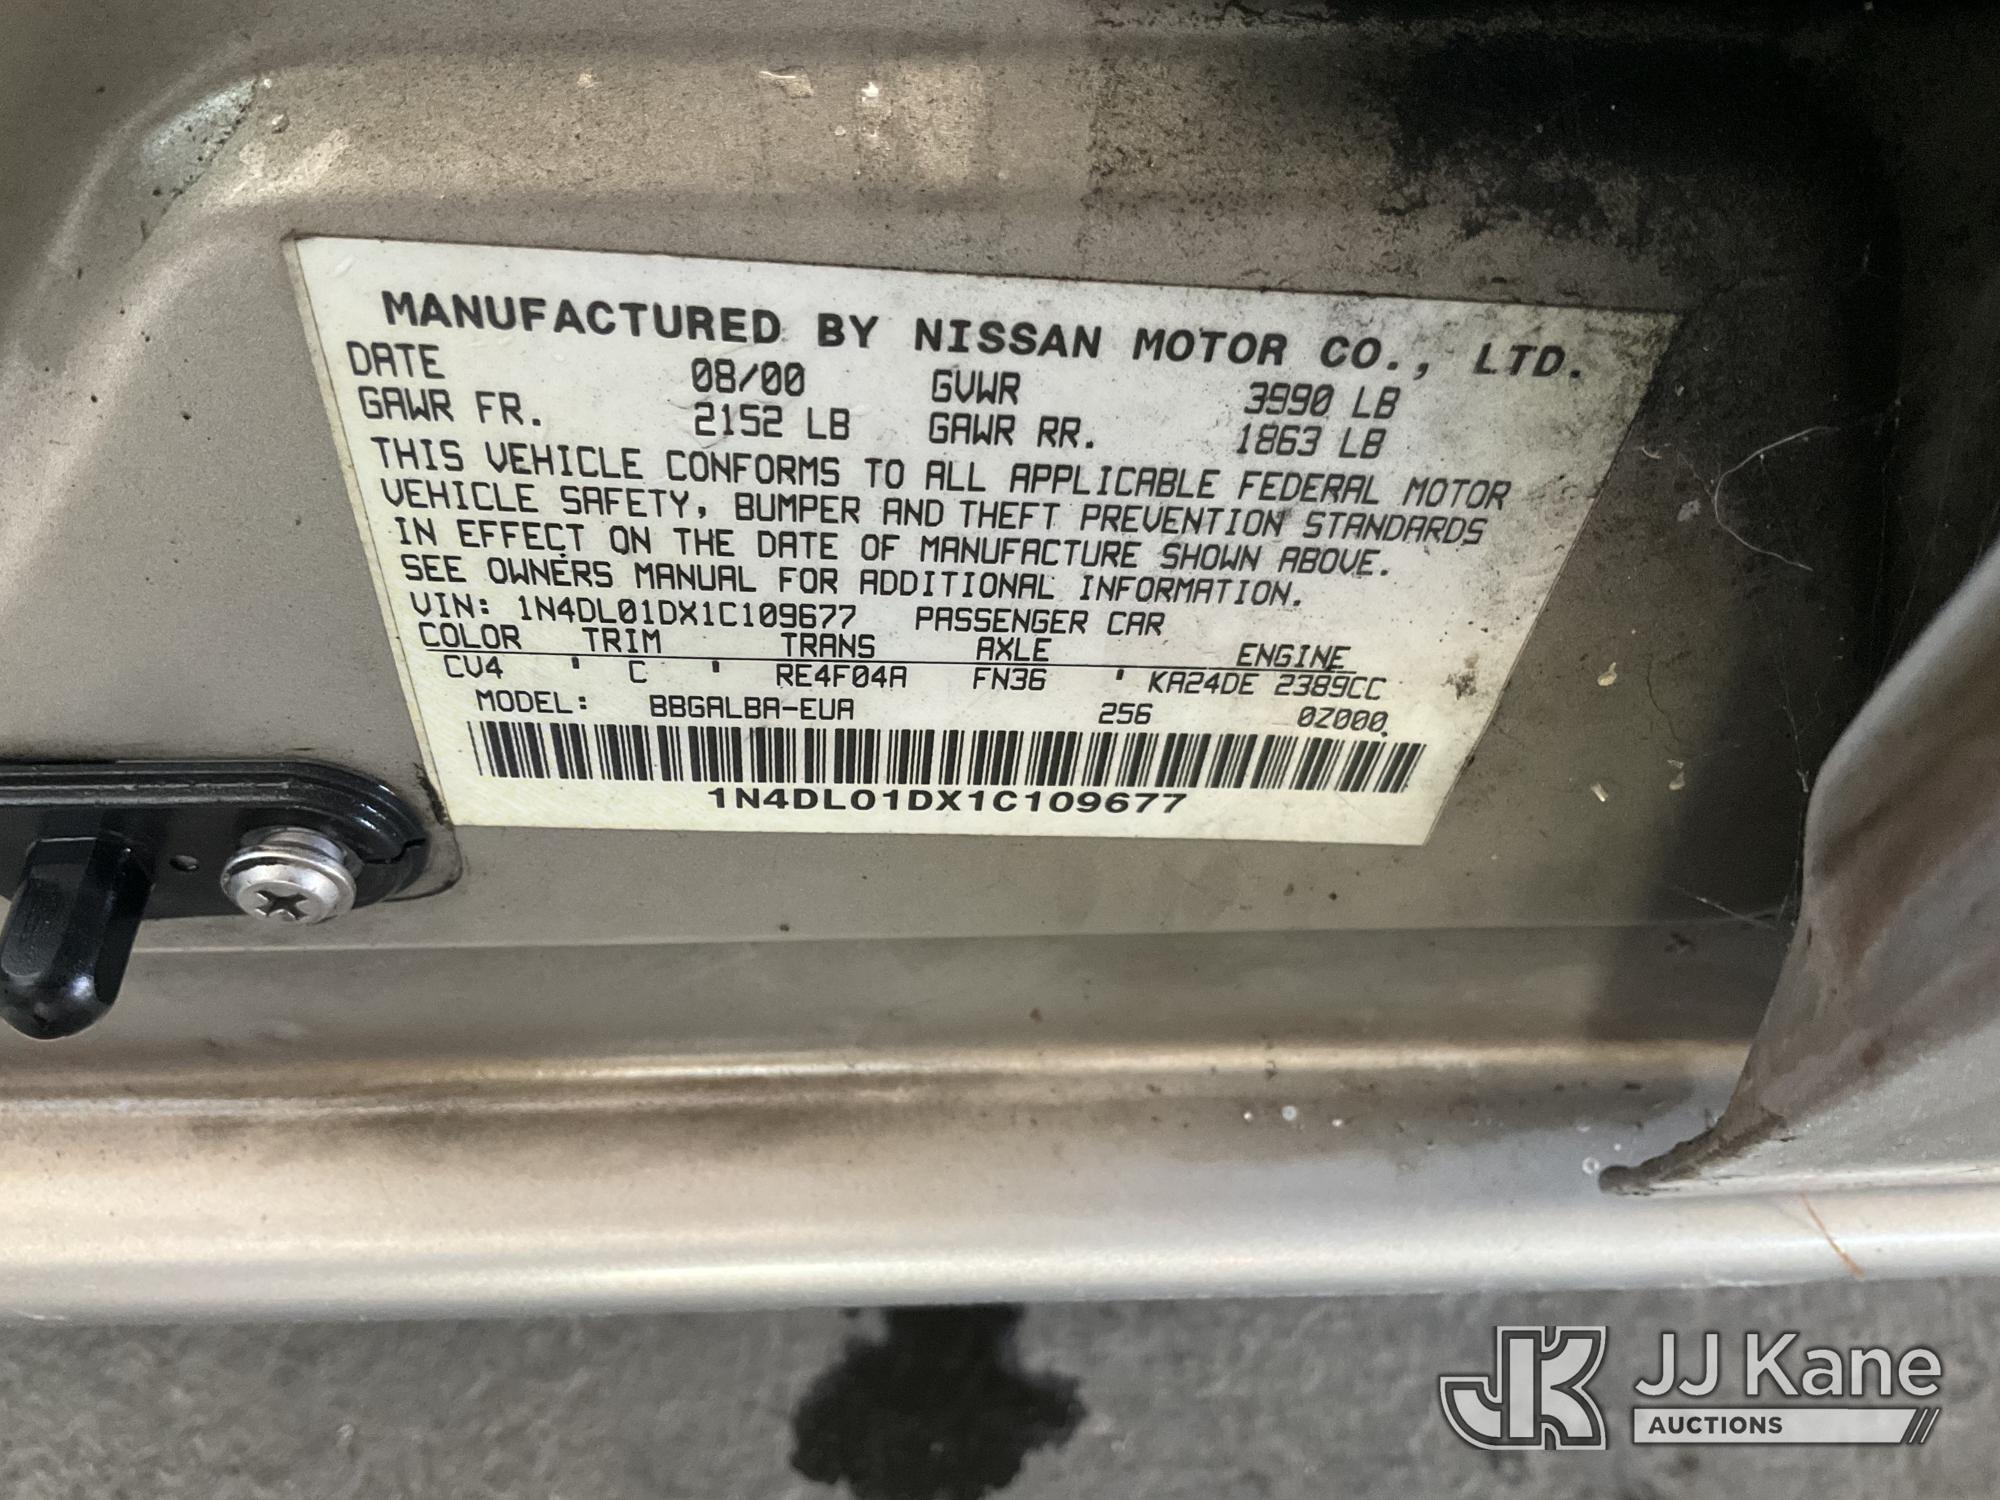 MANUFACTURED BY NISSAN MOTOR CO., LTD.
DATE 08/00 GVWR 3990 LB
GAWR FR. 2152 LB GAWR RR. 1863 LB
THIS VEHICLE CONFORMS TO ALL APPLICABLE FEDERAL MOTOR
VEHICLE SAFETY, BUMPER AND THEFT PREVENTION STANDARDS
IN EFFECT ON THE DATE OF MANUFACTURE SHOWN ABOVE.
SEE OWNERS MANUAL FOR ADDITIONAL INFORMATION.
VIN: 1N4DL01DX1C109677 PASSENGER CAR
COLOR TRIM TRANS AXLE ENGINE
CV4 ' C ' RE4F04A FN36 ' KA24DE 2389CC
MODEL: BBGALBA-EUA 256 0Z000
1N4DL01DX1C109677
JK JJ Kane
AUCTIONS